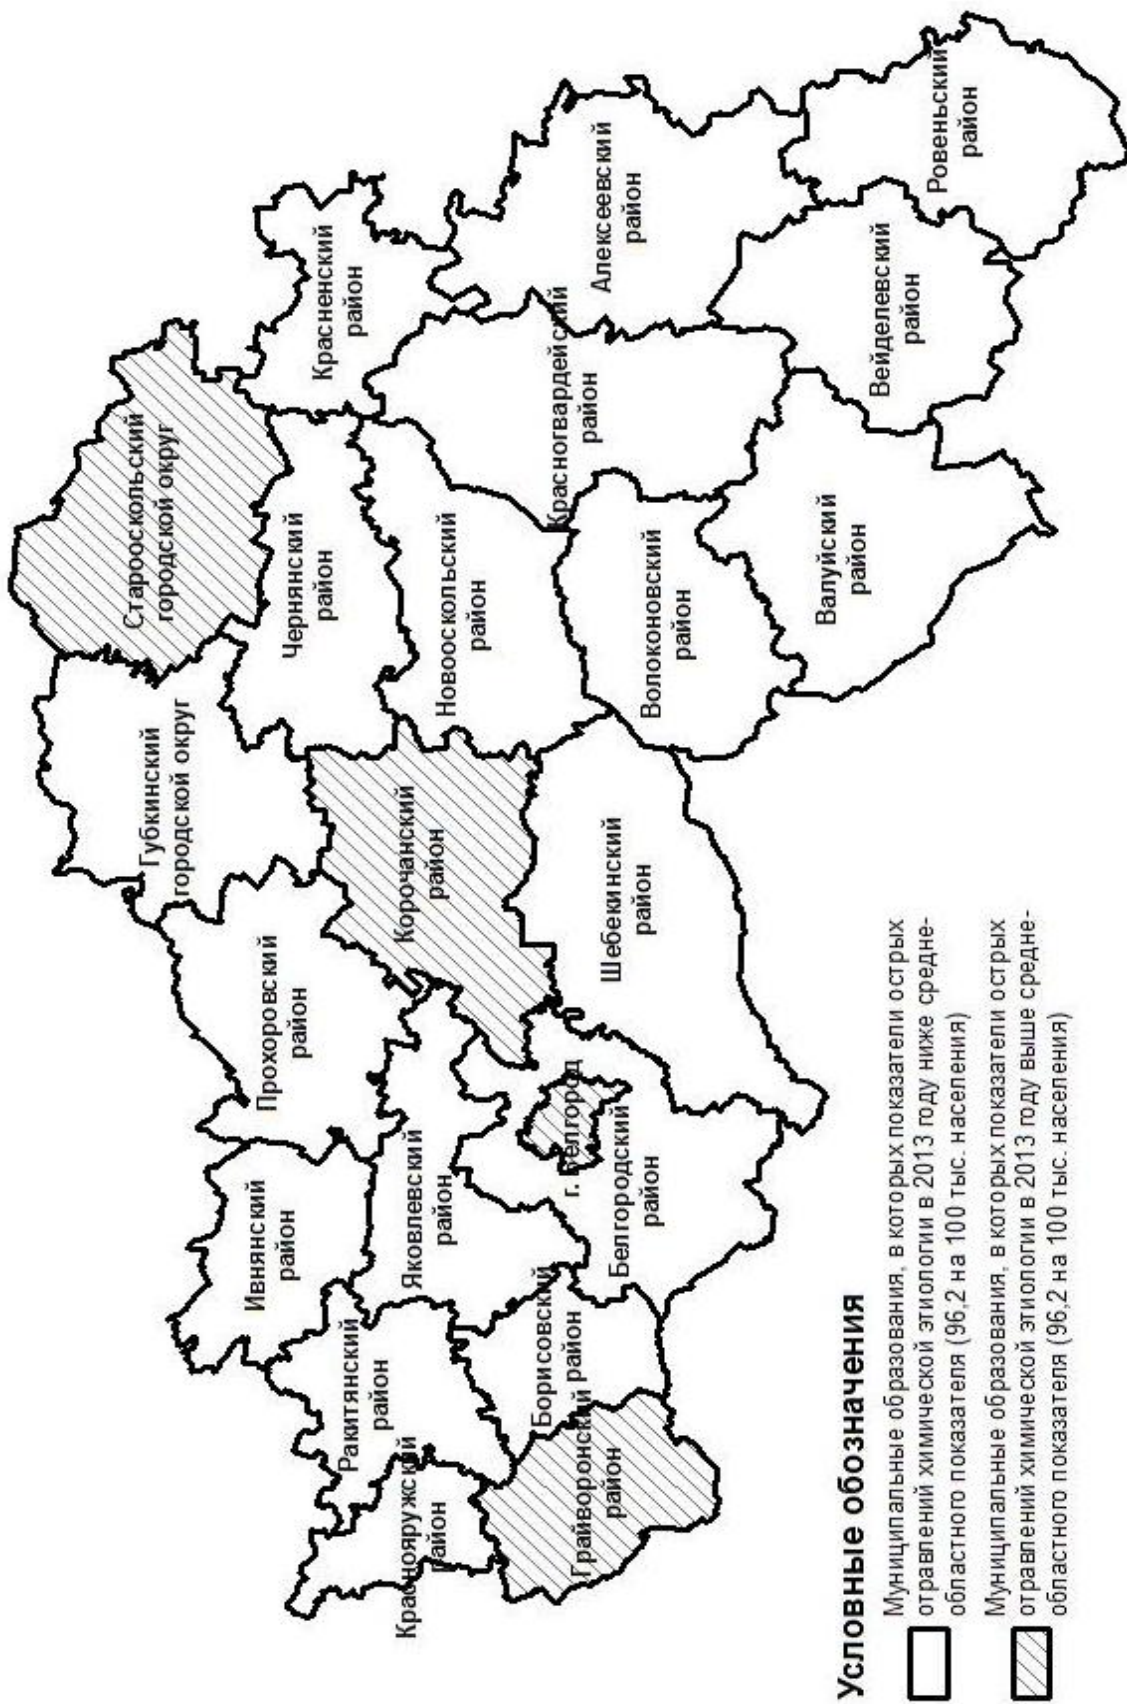 Старооскольский
городской округ
Губкинский
городской округ
Красненский
район
Чернянский
район
Прохоровский
район
Ивнянский
район
Корочанский
район
Новооскольский
район
Яковлевский
район
Ракитянский
район
Краснояружский
район
Алексеевский
район
Красногвардейский
район
г. Белгород
Борисовский
район
Грайворонский
район
Белгородский
район
Шебекинский
район
Волоконовский
район
Валуйский
район
Вейделевский
район
Ровеньский
район
Условные обозначения
Муниципальные образования, в которых показатели острых
отравлений химической этиологии в 2013 году ниже средне-
областного показателя (96,2 на 100 тыс. населения)
Муниципальные образования, в которых показатели острых
отравлений химической этиологии в 2013 году выше средне-
областного показателя (96,2 на 100 тыс. населения)